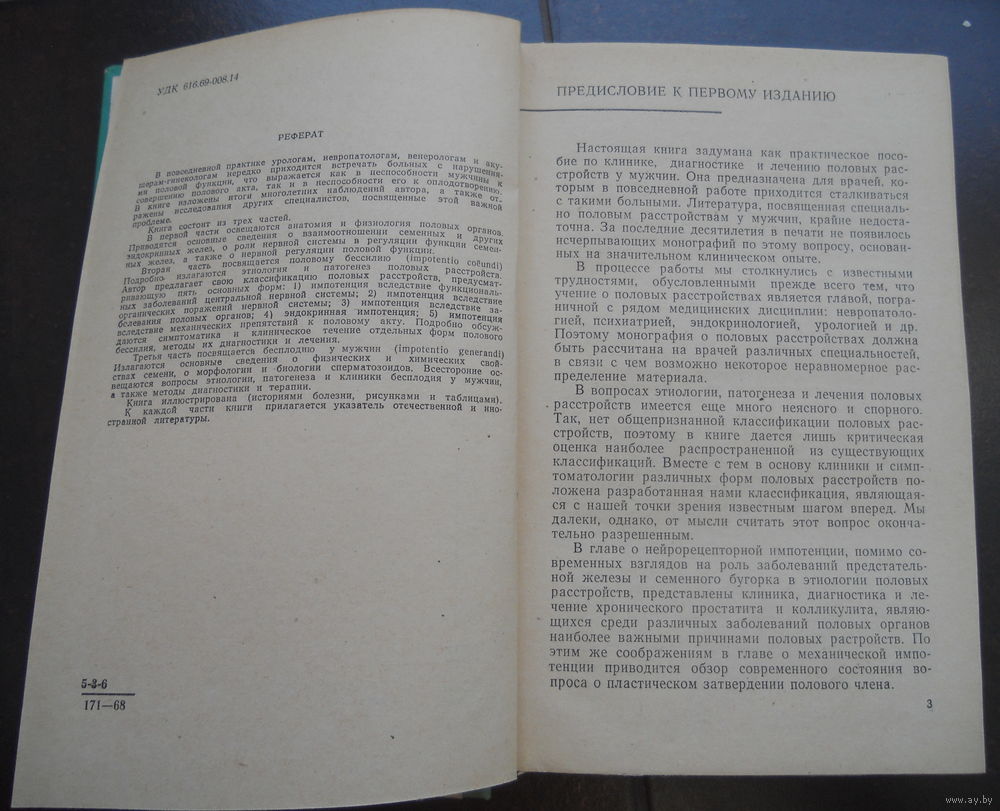 УДК 616.69-008.14
РЕФЕРАТ
В повседневной практике урологам, невропатологам, венерологам и аку-
шерам-гинекологам нередко приходится встречать больных с нарушения-
ми половой функции, что выражается как в неспособности мужчины к
совершению полового акта, так и в неспособности его к оплодотворению.
В книге изложены итоги многолетних наблюдений автора, а также от-
ражены исследования других специалистов, посвященные этой важной
проблеме.
Книга состоит из трех частей.
В первой части освещаются анатомия и физиология половых органов.
Приводятся основные сведения о взаимоотношении семенных и других
эндокринных желез, о роли нервной системы в регуляции функции семен-
ных желез, а также о нервной регуляции половой функции.
Вторая часть посвящается половому бессилию (impotentio coëundi)
Подробно излагаются этиология и патогенез половых расстройств.
Автор предлагает свою классификацию половых расстройств, предусмат-
ривающую пять основных форм: 1) импотенция вследствие функциональ-
ных заболеваний центральной нервной системы; 2) импотенция вследствие
органических поражений нервной системы; 3) импотенция вследствие за-
болевания половых органов; 4) эндокринная импотенция; 5) импотенция
вследствие механических препятствий к половому акту. Подробно обсуж-
даются симптоматика и клиническое течение отдельных форм полового
бессилия, методы их диагностики и лечения.
Третья часть посвящается бесплодию у мужчин (impotentio generandi)
Излагаются основные сведения о физических и химических свой-
ствах семени, о морфологии и биологии сперматозоидов. Всесторонне ос-
вещаются вопросы этиологии, патогенеза и клиники бесплодия у мужчин,
а также методы диагностики и терапии.
Книга иллюстрирована (историями болезни, рисунками и таблицами).
К каждой части книги прилагается указатель отечественной и ино-
странной литературы.
5-3-6
171—68
ПРЕДИСЛОВИЕ К ПЕРВОМУ ИЗДАНИЮ
Настоящая книга задумана как практическое посо-
бие по клинике, диагностике и лечению половых рас-
стройств у мужчин. Она предназначена для врачей, ко-
торым в повседневной работе приходится сталкиваться
с такими больными. Литература, посвященная специаль-
но половым расстройствам у мужчин, крайне недоста-
точна. За последние десятилетия в печати не появилось
исчерпывающих монографий по этому вопросу, основан-
ных на значительном клиническом опыте.
В процессе работы мы столкнулись с известными
трудностями, обусловленными прежде всего тем, что
учение о половых расстройствах является главой, погра-
ничной с рядом медицинских дисциплин: невропатоло-
гией, психиатрией, эндокринологией, урологией и др.
Поэтому монография о половых расстройствах должна
быть рассчитана на врачей различных специальностей,
в связи с чем возможно некоторое неравномерное рас-
пределение материала.
В вопросах этиологии, патогенеза и лечения половых
расстройств имеется еще много неясного и спорного.
Так, нет общепризнанной классификации половых рас-
стройств, поэтому в книге дается лишь критическая
оценка наиболее распространенной из существующих
классификаций. Вместе с тем в основу клиники и симп-
томатологии различных форм половых расстройств по-
ложена разработанная нами классификация, являющая-
ся с нашей точки зрения известным шагом вперед. Мы
далеки, однако, от мысли считать этот вопрос оконча-
тельно разрешенным.
В главе о нейрорецепторной импотенции, помимо со-
временных взглядов на роль заболеваний предстатель-
ной железы и семенного бугорка в этиологии половых
расстройств, представлены клиника, диагностика и ле-
чение хронического простатита и колликулита, являю-
щихся среди различных заболеваний половых органов
наиболее важными причинами половых растройств. По
этим же соображениям в главе о механической импо-
тенции приводится обзор современного состояния во-
проса о пластическом затвердении полового члена.
3
www.ay.by